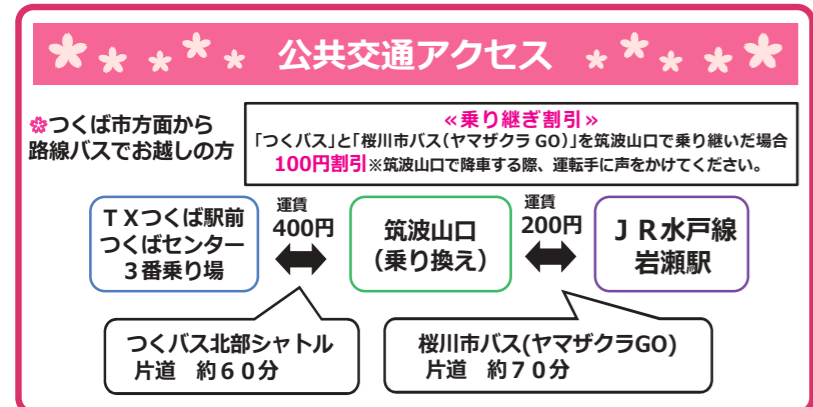 公共交通アクセス
つくば市方面から
路線バスでお越しの方
≪乗り継ぎ割引≫
「つくバス」と「桜川市バス(ヤマザクラ GO)」を筑波山口で乗り継いだ場合
100円割引※筑波山口で降車する際、運転手に声をかけてください。
ＴＸつくば駅前
つくばセンター
３番乗り場
運賃
400円
筑波山口
(乗り換え)
運賃
200円
ＪＲ水戸線
岩瀬駅
つくバス北部シャトル
片道　約６０分
桜川市バス(ヤマザクラGO)
片道　約７０分